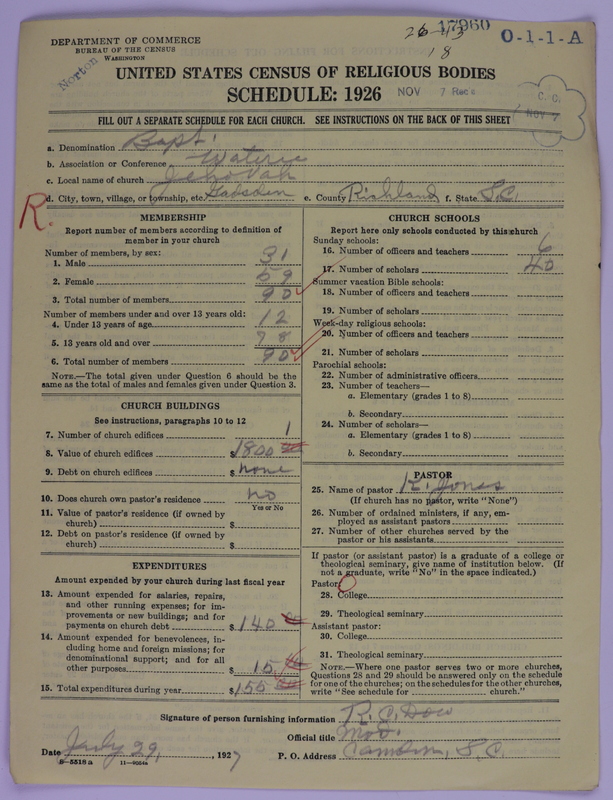 DEPARTMENT OF COMMERCE
BUREAU OF THE CENSUS
WASHINGTON
Norton
17960
18
O-1-1-A
UNITED STATES CENSUS OF RELIGIOUS BODIES
SCHEDULE: 1926
NOV 7 Rec'd
C. C.
NOV 7
FILL OUT A SEPARATE SCHEDULE FOR EACH CHURCH. SEE INSTRUCTIONS ON THE BACK OF THIS SHEET
a. Denomination Bapt.
b. Association or Conference Wateree
c. Local name of church Jehovah
d. City, town, village, or township, etc. Gadsden e. County Richland f. State S.C.
R.
MEMBERSHIP
Report number of members according to definition of
member in your church
Number of members, by sex:
1. Male 31
2. Female 59
3. Total number of members 90
Number of members under and over 13 years old:
4. Under 13 years of age 12
5. 13 years old and over 78
6. Total number of members 90
NOTE.—The total given under Question 6 should be
same as the total of males and females given under Question 3.
CHURCH BUILDINGS
See instructions, paragraphs 10 to 12
7. Number of church edifices 1
8. Value of church edifices $1800
9. Debt on church edifices $ none
10. Does church own pastor's residence no
Yes or No
11. Value of pastor's residence (if owned by
church) $
12. Debt on pastor's residence (if owned by
church) $
EXPENDITURES
Amount expended by your church during last fiscal year
13. Amount expended for salaries, repairs,
and other running expenses; for im-
provements or new buildings; and for
payments on church debt $140
14. Amount expended for benevolences, in-
cluding home and foreign missions; for
denominational support; and for all
other purposes $15
15. Total expenditures during year $155
CHURCH SCHOOLS
Report here only schools conducted by this church
Sunday schools:
16. Number of officers and teachers 6
17. Number of scholars 40
Summer vacation Bible schools:
18. Number of officers and teachers
19. Number of scholars
Week-day religious schools:
20. Number of officers and teachers
21. Number of scholars
Parochial schools:
22. Number of administrative officers
23. Number of teachers—
a. Elementary (grades 1 to 8)
b. Secondary
24. Number of scholars—
a. Elementary (grades 1 to 8)
b. Secondary
PASTOR
25. Name of pastor R. Jonas
(If church has no pastor, write "None")
26. Number of ordained ministers, if any, em-
ployed as assistant pastors
27. Number of other churches served by the
pastor or his assistants
If pastor (or assistant pastor) is a graduate of a college or
theological seminary, give name of institution below. (If
not a graduate, write "No" in the space indicated.)
Pastor:
28. College
29. Theological seminary
Assistant pastor:
30. College
31. Theological seminary
NOTE.—Where one pastor serves two or more churches,
Questions 28 and 29 should be answered only on the schedule
for one of the churches; on the schedules for the other churches,
write "See schedule for church."
Signature of person furnishing information R. C. Dow
Official title Mod.
Date July 29, 1927 P. O. Address S.C.
8-5518 a 11-9264a